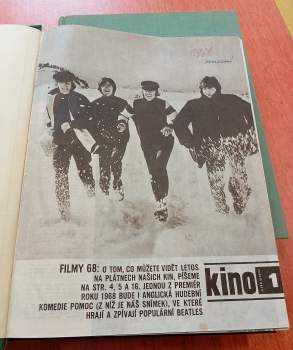 FILMY 68: O TOM, CO MŮŽETE VIDĚT LETOS
NA PLÁTNECH NAŠICH KIN, PÍŠEME
NA STR. 4, 5 A 16. JEDNOU Z PREMIÉR
ROKU 1968 BUDE I ANGLICKÁ HUDEBNÍ
KOMEDIE POMOC (Z NÍŽ JE NÁŠ SNÍMEK), VE KTERÉ
HRAJÍ A ZPÍVAJÍ POPULÁRNÍ BEATLES
kino 1